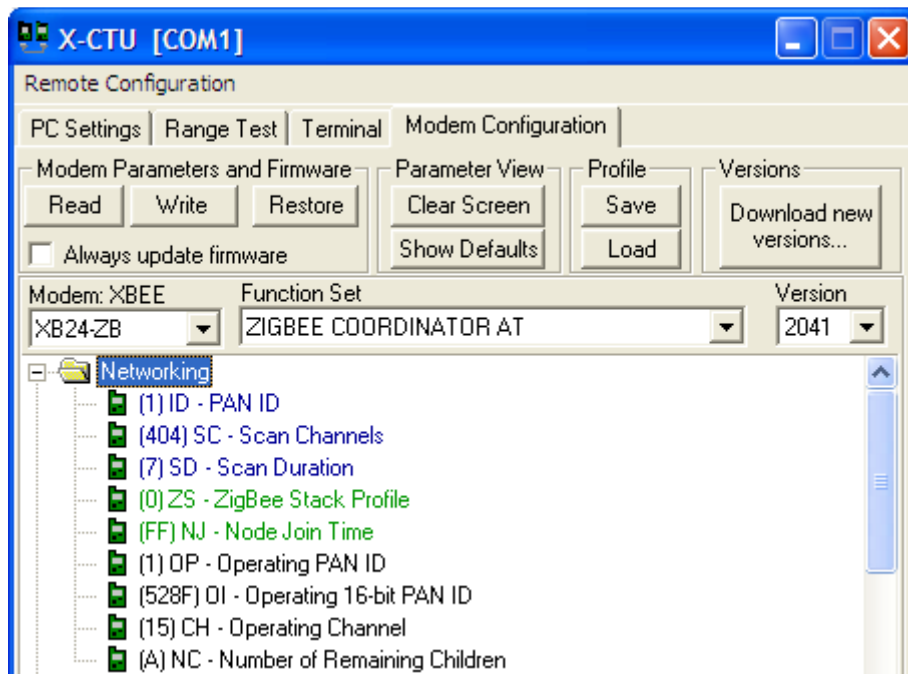 X-CTU [COM1]
Remote Configuration
PC Settings Range Test Terminal Modem Configuration
Modem Parameters and Firmware Parameter View Profile Versions
Read Write Restore Clear Screen Save Download new versions...
Always update firmware Show Defaults Load
Modem: XBEE Function Set Version
XB24-ZB ZIGBEE COORDINATOR AT 2041
Networking
(1) ID - PAN ID
(404) SC - Scan Channels
(7) SD - Scan Duration
(0) ZS - ZigBee Stack Profile
(FF) NJ - Node Join Time
(1) OP - Operating PAN ID
(528F) OI - Operating 16-bit PAN ID
(15) CH - Operating Channel
(A) NC - Number of Remaining Children